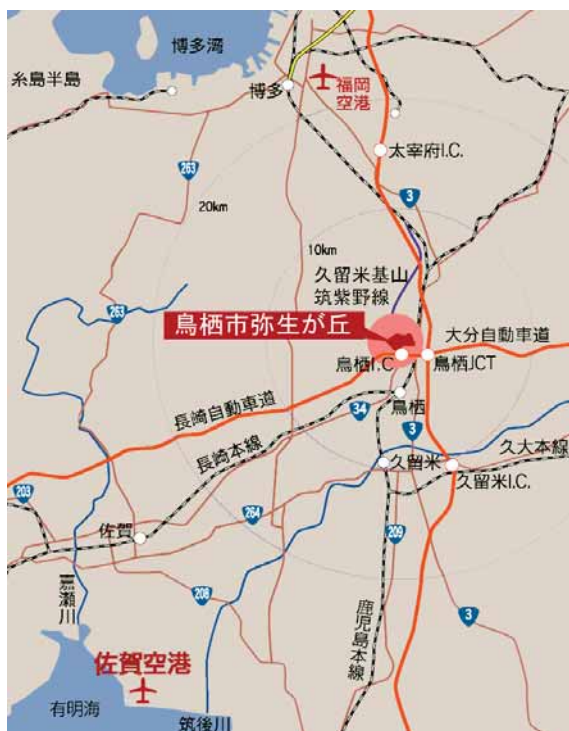 博多湾
糸島半島
博多
福岡
空港
太宰府I.C.
263
3
20km
10km
久留米基山
筑紫野線
263
鳥栖市弥生が丘
大分自動車道
鳥栖I.C
鳥栖JCT
長崎自動車道
34
鳥栖
3
長崎本線
久留米
久大本線
久留米I.C.
203
264
佐賀
209
208
嘉瀬川
鹿児島本線
3
佐賀空港
有明海
筑後川